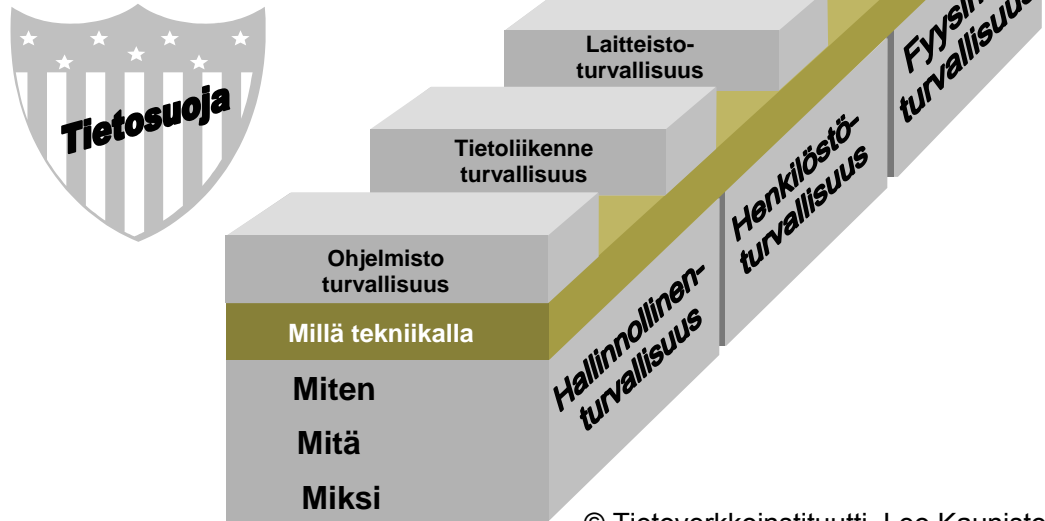 Tietosuoja
Laitteisto-
turvallisuus
Tietoliikenne
turvallisuus
Ohjelmisto
turvallisuus
Millä tekniikalla
Miten
Mitä
Miksi
Hallinnollinen-
turvallisuus
Henkilöstö-
turvallisuus
turvallisuus